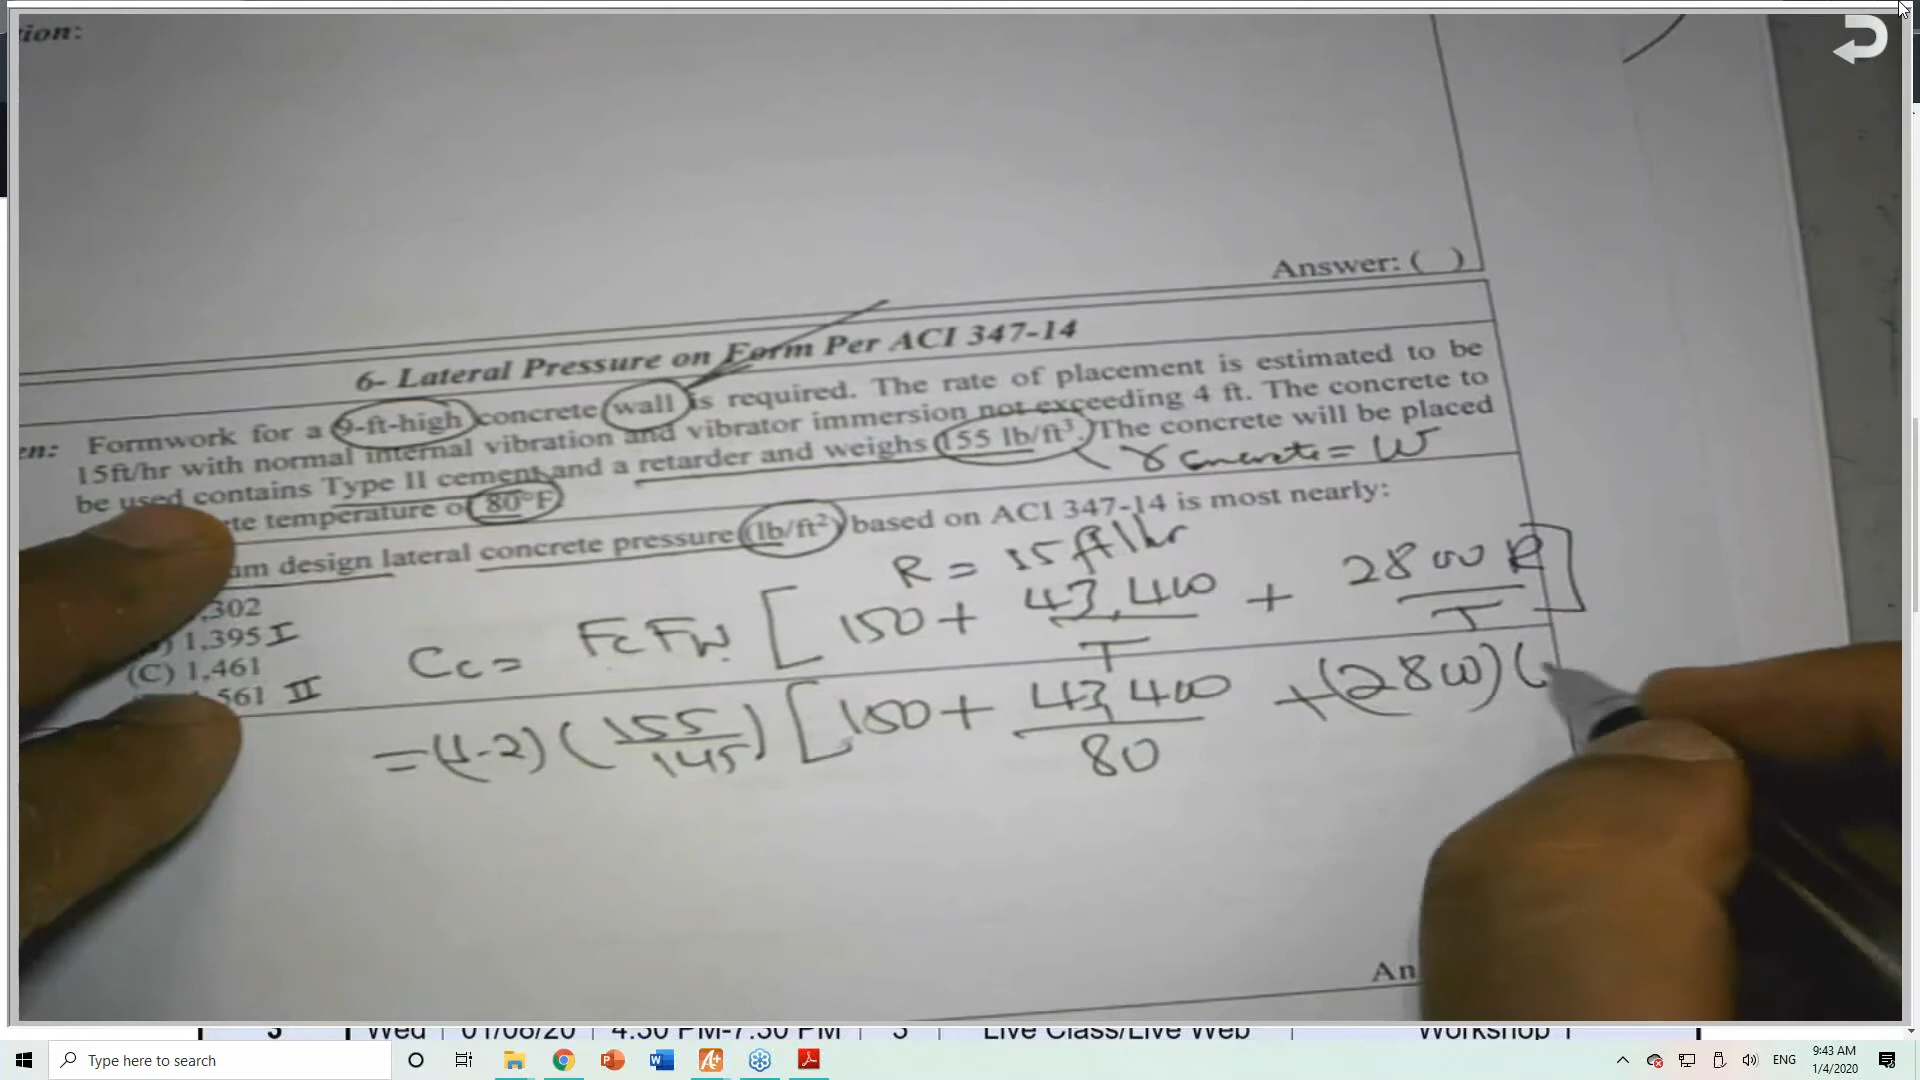 tion:
Answer: ( )
6- Lateral Pressure on Form Per ACI 347-14
en: Formwork for a 9-ft-high concrete wall is required. The rate of placement is estimated to be
15ft/hr with normal internal vibration and vibrator immersion not exceeding 4 ft. The concrete to
be used contains Type II cement and a retarder and weighs 155 lb/ft³. The concrete will be placed
γ concrete = W
te temperature o 80°F
um design lateral concrete pressure (lb/ft²) based on ACI 347-14 is most nearly:
R = 15 ft/hr
,302
) 1,395 I
(C) 1,461
,561 II
Cc = Fc Fw [ 150 + 43,400 / T + 2800 R / T ]
= (1.2) ( 155 / 145 ) [ 150 + 43,400 / 80 + (2800) (
An
3 Wed 01/08/20 4:30 PM-7:30 PM 3 Live Class/Live Web Workshop 1
Type here to search
ENG
9:43 AM
1/4/2020